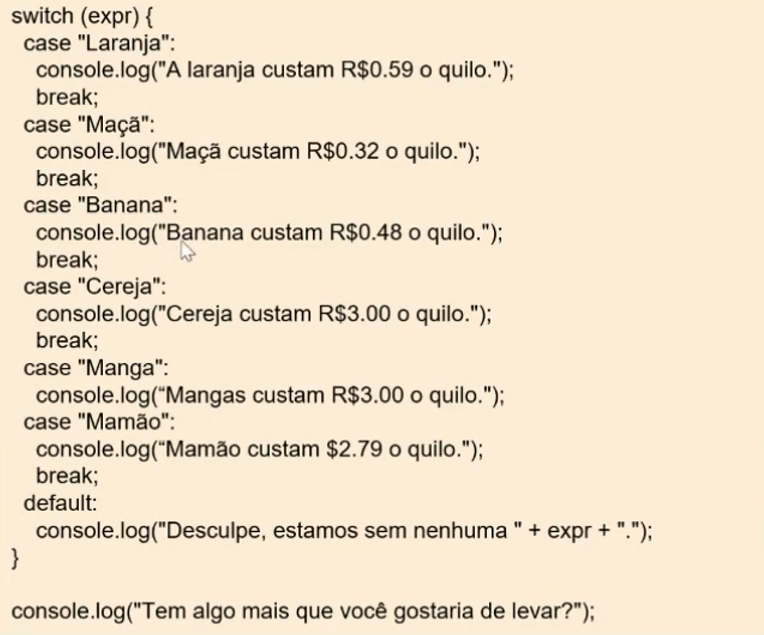 switch (expr) {
case "Laranja":
console.log("A laranja custam R$0.59 o quilo.");
break;
case "Maçã":
console.log("Maçã custam R$0.32 o quilo.");
break;
case "Banana":
console.log("Banana custam R$0.48 o quilo.");
break;
case "Cereja":
console.log("Cereja custam R$3.00 o quilo.");
break;
case "Manga":
console.log(“Mangas custam R$3.00 o quilo.");
case "Mamão":
console.log(“Mamão custam $2.79 o quilo.");
break;
default:
console.log("Desculpe, estamos sem nenhuma " + expr + ".");
}
console.log("Tem algo mais que você gostaria de levar?");